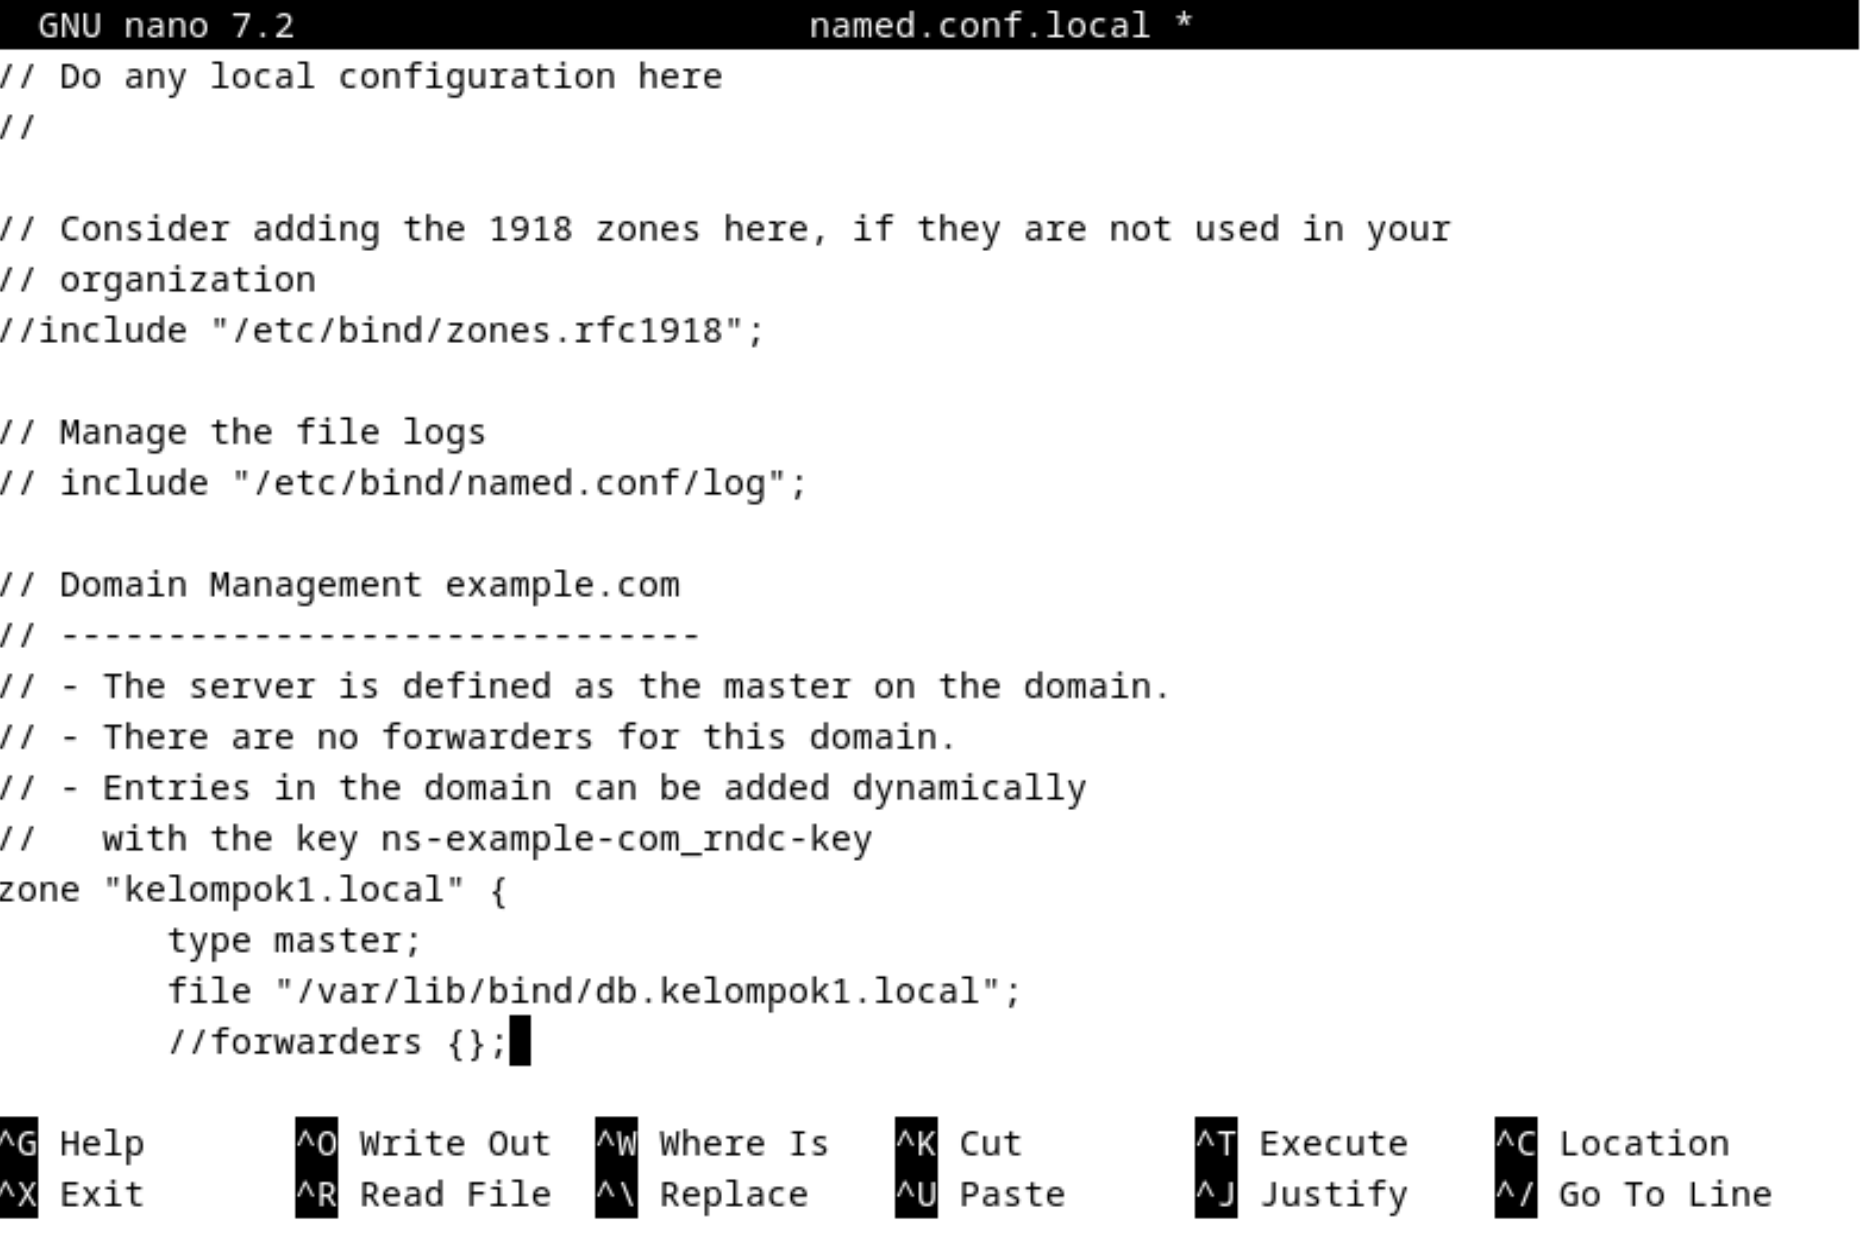 GNU nano 7.2 named.conf.local *
// Do any local configuration here
//
// Consider adding the 1918 zones here, if they are not used in your
// organization
//include "/etc/bind/zones.rfc1918";
// Manage the file logs
// include "/etc/bind/named.conf/log";
// Domain Management example.com
// ------------------------------
// - The server is defined as the master on the domain.
// - There are no forwarders for this domain.
// - Entries in the domain can be added dynamically
//   with the key ns-example-com_rndc-key
zone "kelompok1.local" {
        type master;
        file "/var/lib/bind/db.kelompok1.local";
        //forwarders {};
^G Help ^O Write Out ^W Where Is ^K Cut ^T Execute ^C Location
^X Exit ^R Read File ^\ Replace ^U Paste ^J Justify ^/ Go To Line